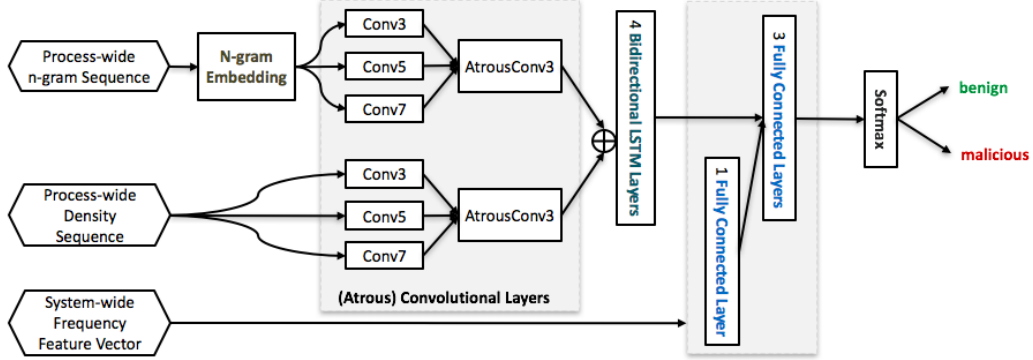 Process-wide
n-gram Sequence
N-gram
Embedding
Conv3
Conv5
Conv7
AtrousConv3
Process-wide
Density
Sequence
Conv3
Conv5
Conv7
AtrousConv3
(Atrous) Convolutional Layers
System-wide
Frequency
Feature Vector
4 Bidirectional LSTM Layers
1 Fully Connected Layer
3 Fully Connected Layers
Softmax
benign
malicious